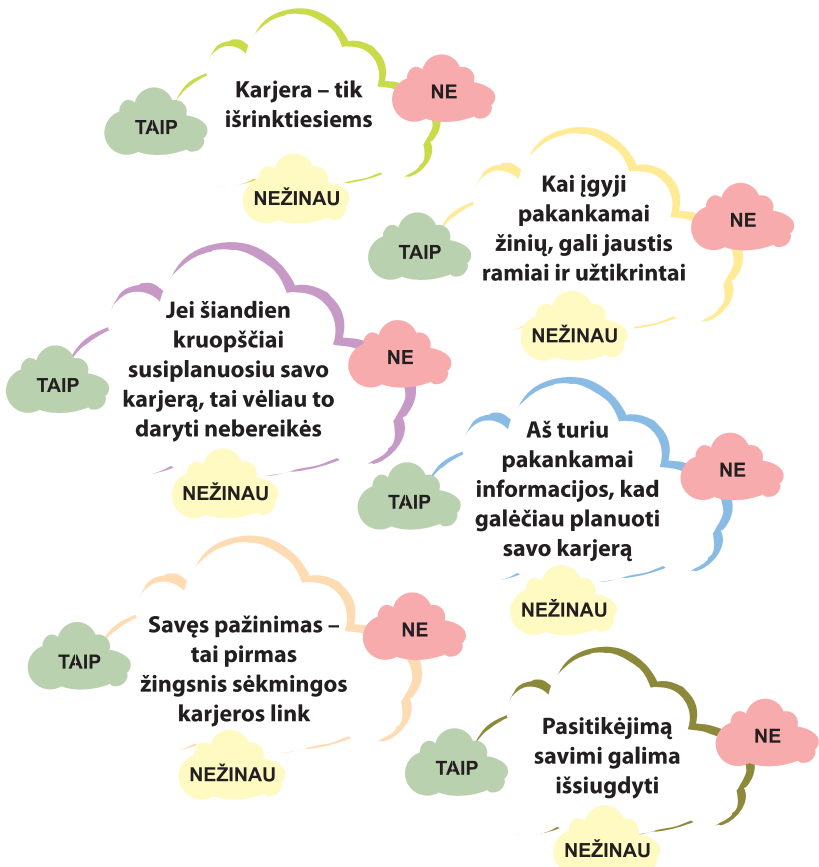 Karjera – tik
išrinktiesiems
TAIP
NE
NEŽINAU
Kai įgyji
pakankamai
žinių, gali jaustis
ramiai ir užtikrintai
TAIP
NE
NEŽINAU
Jei šiandien
kruopščiai
susiplanuosiu savo
karjerą, tai vėliau to
daryti nebereikės
TAIP
NE
NEŽINAU
Aš turiu
pakankamai
informacijos, kad
galėčiau planuoti
savo karjerą
TAIP
NE
NEŽINAU
Savęs pažinimas –
tai pirmas
žingsnis sėkmingos
karjeros link
TAIP
NE
NEŽINAU
Pasitikėjimą
savimi galima
išsiugdyti
TAIP
NE
NEŽINAU